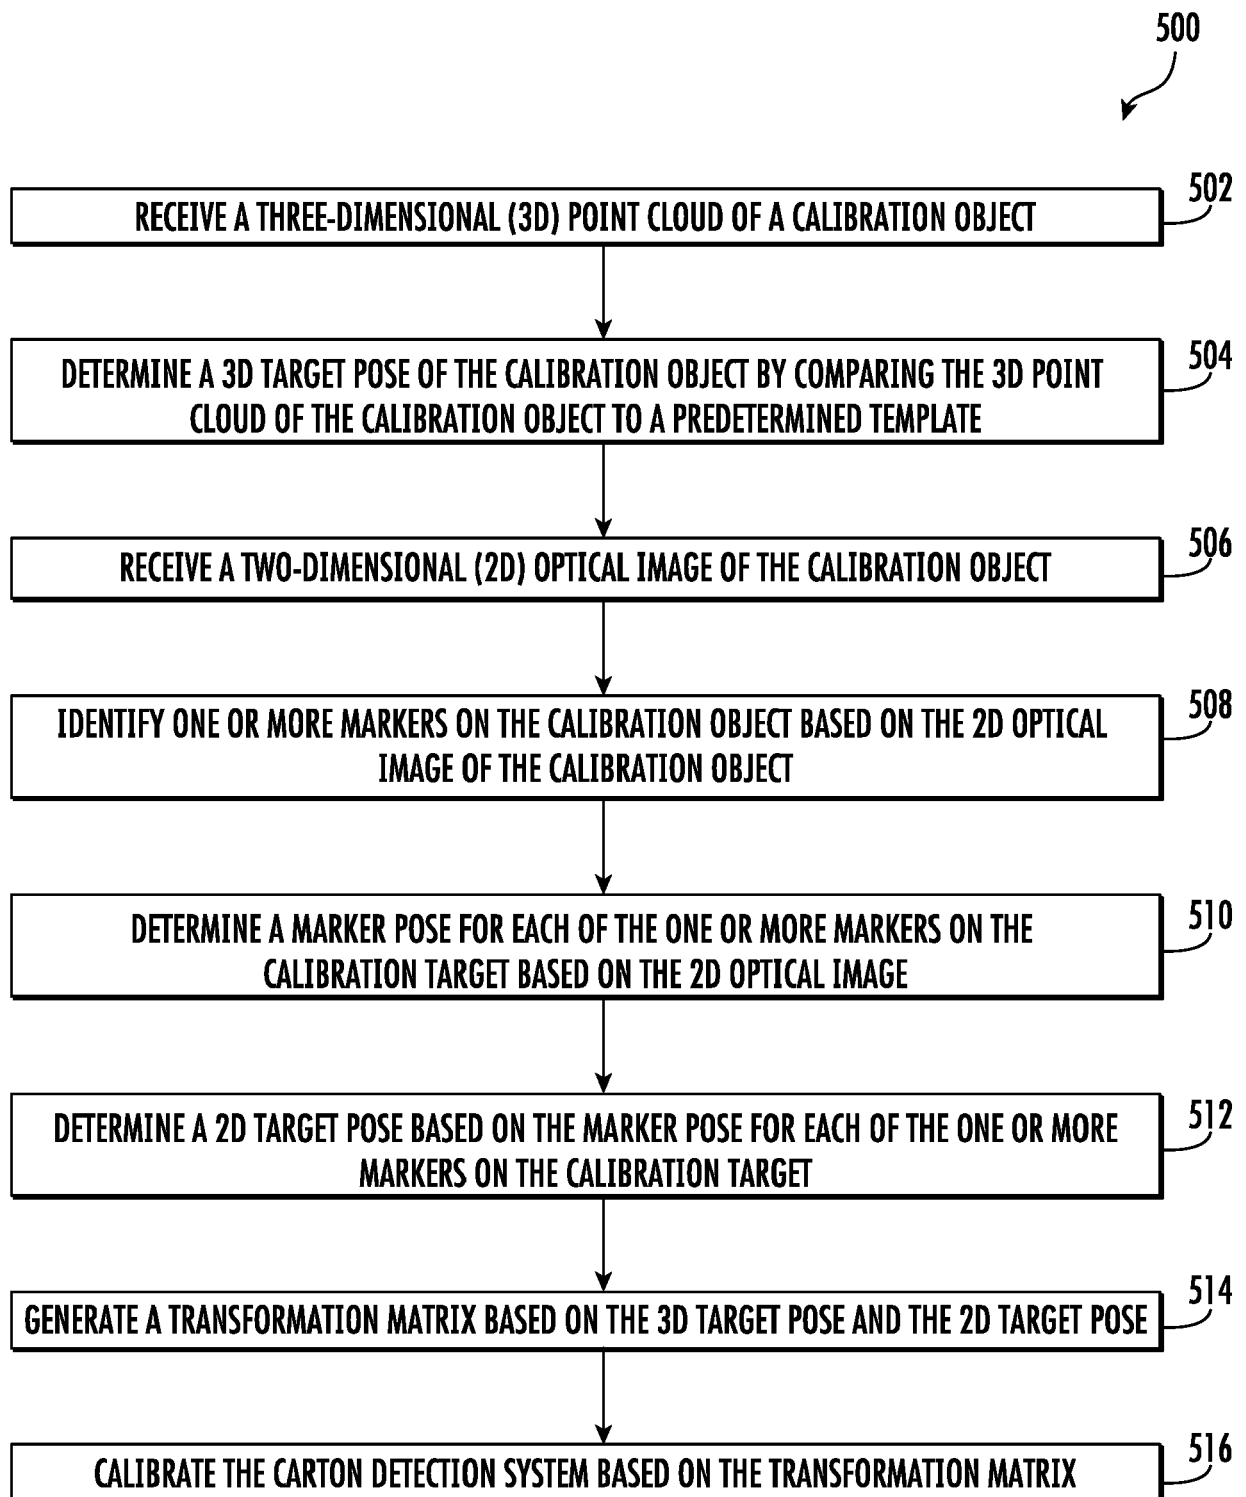 500
502
RECEIVE A THREE-DIMENSIONAL (3D) POINT CLOUD OF A CALIBRATION OBJECT
504
DETERMINE A 3D TARGET POSE OF THE CALIBRATION OBJECT BY COMPARING THE 3D POINT
CLOUD OF THE CALIBRATION OBJECT TO A PREDETERMINED TEMPLATE
506
RECEIVE A TWO-DIMENSIONAL (2D) OPTICAL IMAGE OF THE CALIBRATION OBJECT
508
IDENTIFY ONE OR MORE MARKERS ON THE CALIBRATION OBJECT BASED ON THE 2D OPTICAL
IMAGE OF THE CALIBRATION OBJECT
510
DETERMINE A MARKER POSE FOR EACH OF THE ONE OR MORE MARKERS ON THE
CALIBRATION TARGET BASED ON THE 2D OPTICAL IMAGE
512
DETERMINE A 2D TARGET POSE BASED ON THE MARKER POSE FOR EACH OF THE ONE OR MORE
MARKERS ON THE CALIBRATION TARGET
514
GENERATE A TRANSFORMATION MATRIX BASED ON THE 3D TARGET POSE AND THE 2D TARGET POSE
516
CALIBRATE THE CARTON DETECTION SYSTEM BASED ON THE TRANSFORMATION MATRIX